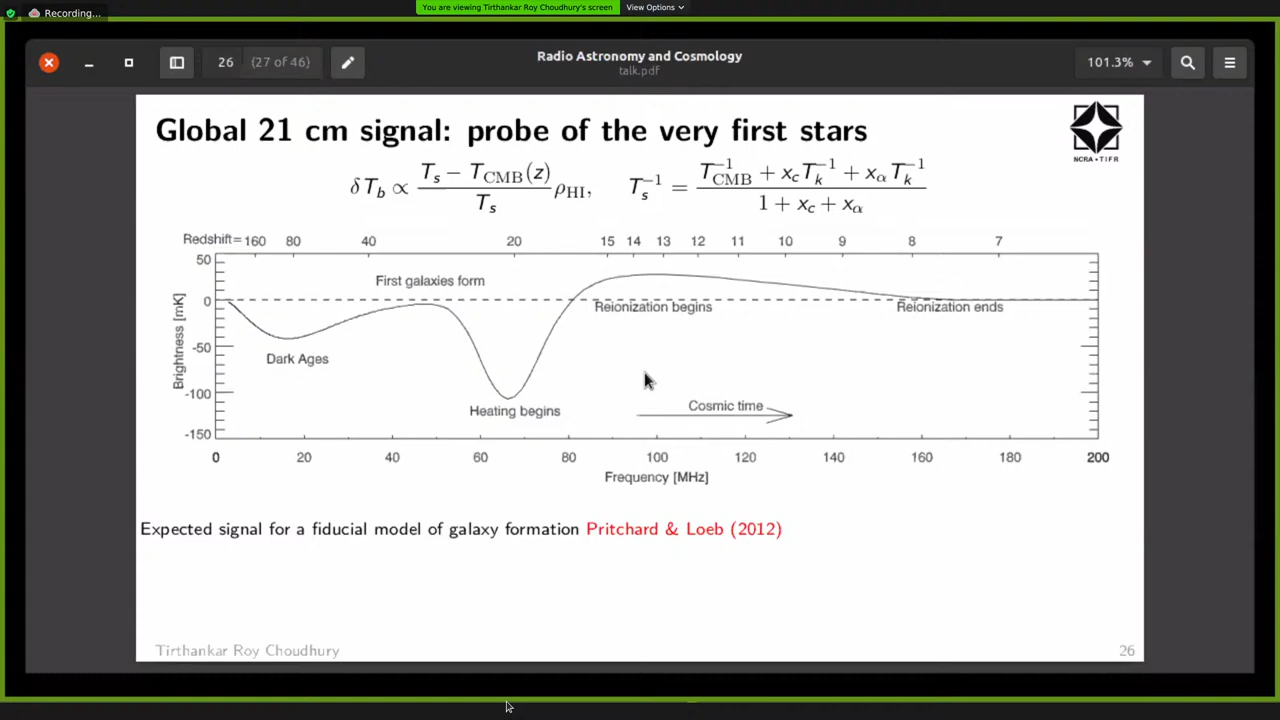 Recording...
You are viewing Tirthankar Roy Choudhury's screen View Options
26 (27 of 46)
Radio Astronomy and Cosmology
talk.pdf
101.3%
Global 21 cm signal: probe of the very first stars
NCRA • TIFR
δT_b ∝ (T_s − T_CMB(z)) / T_s ρ_HI, T_s^{-1} = (T_CMB^{-1} + x_c T_k^{-1} + x_α T_k^{-1}) / (1 + x_c + x_α)
Redshift= 160 80 40 20 15 14 13 12 11 10 9 8 7
50
First galaxies form
0
Reionization begins Reionization ends
Brightness [mK]
-50
Dark Ages
-100
Heating begins
Cosmic time
-150
0 20 40 60 80 100 120 140 160 180 200
Frequency [MHz]
Expected signal for a fiducial model of galaxy formation Pritchard & Loeb (2012)
Tirthankar Roy Choudhury 26